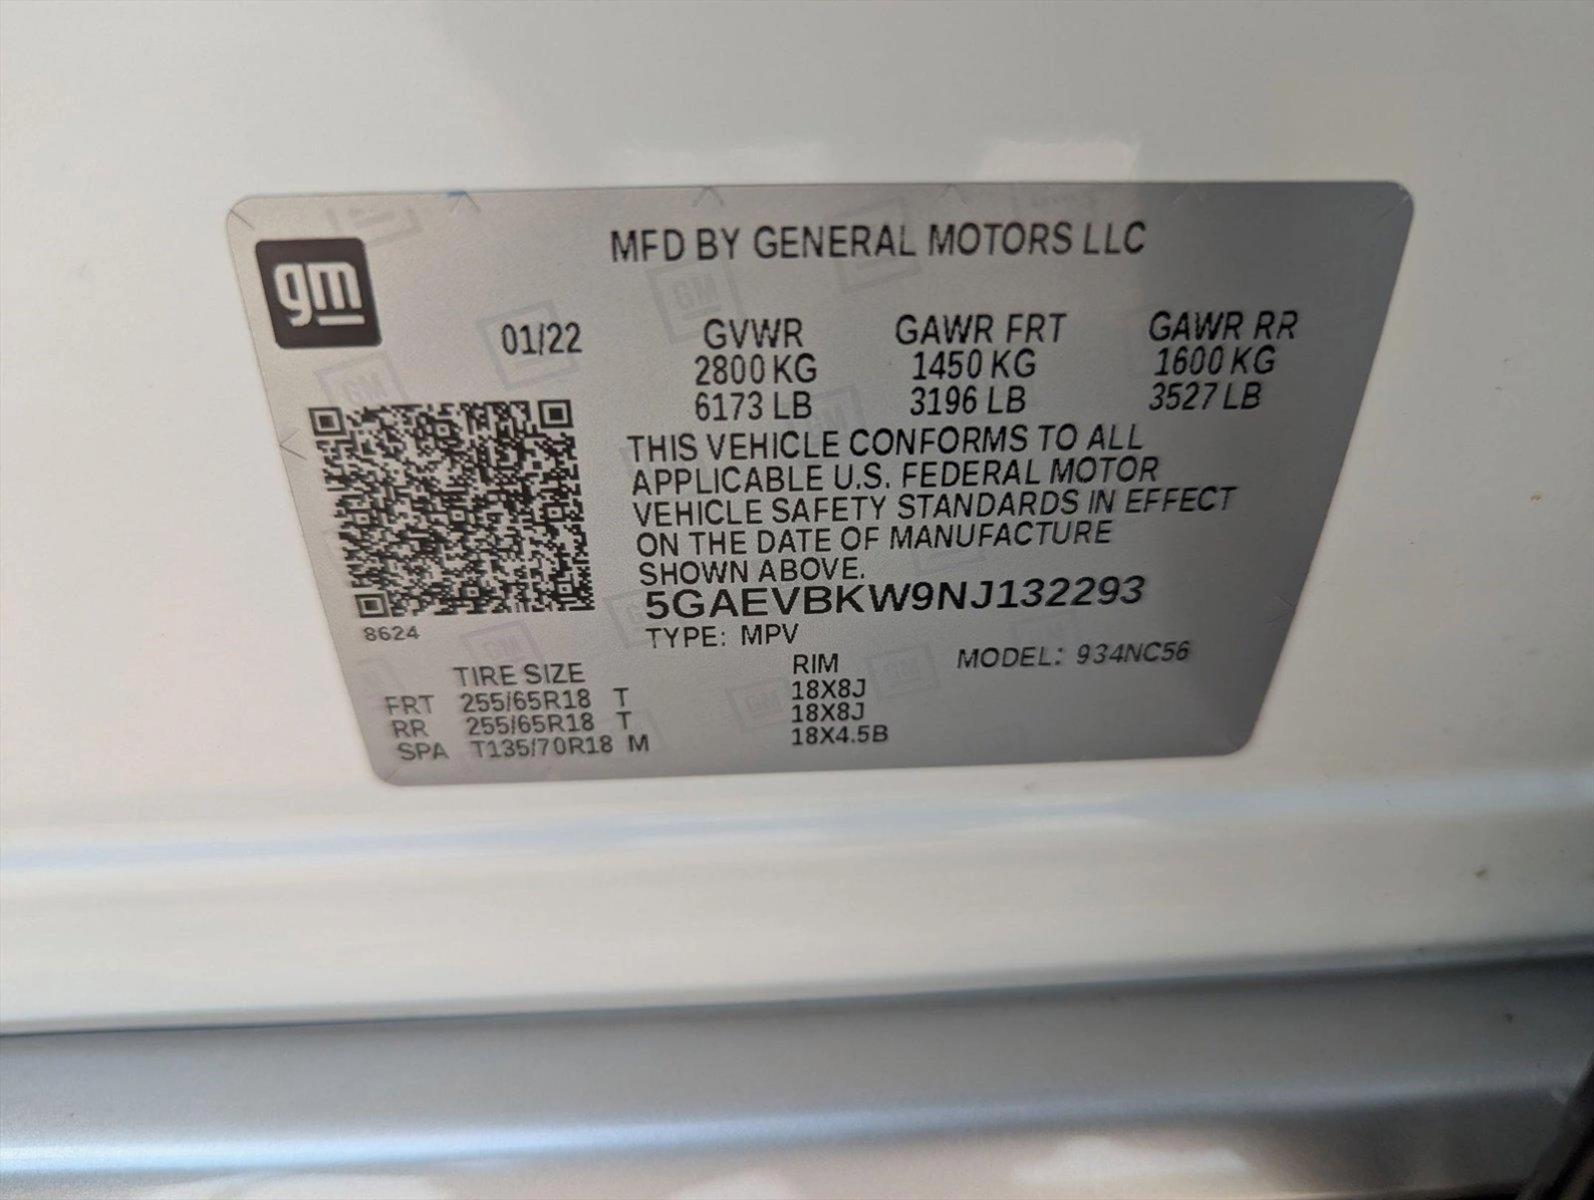 gm
MFD BY GENERAL MOTORS LLC
01/22 GVWR GAWR FRT GAWR RR
2800 KG 1450 KG 1600 KG
6173 LB 3196 LB 3527 LB
THIS VEHICLE CONFORMS TO ALL
APPLICABLE U.S. FEDERAL MOTOR
VEHICLE SAFETY STANDARDS IN EFFECT
ON THE DATE OF MANUFACTURE
SHOWN ABOVE.
5GAEVBKW9NJ132293
8624
TYPE: MPV
MODEL: 934NC56
TIRE SIZE RIM
FRT 255/65R18 T 18X8J
RR 255/65R18 T 18X8J
SPA T135/70R18 M 18X4.5B